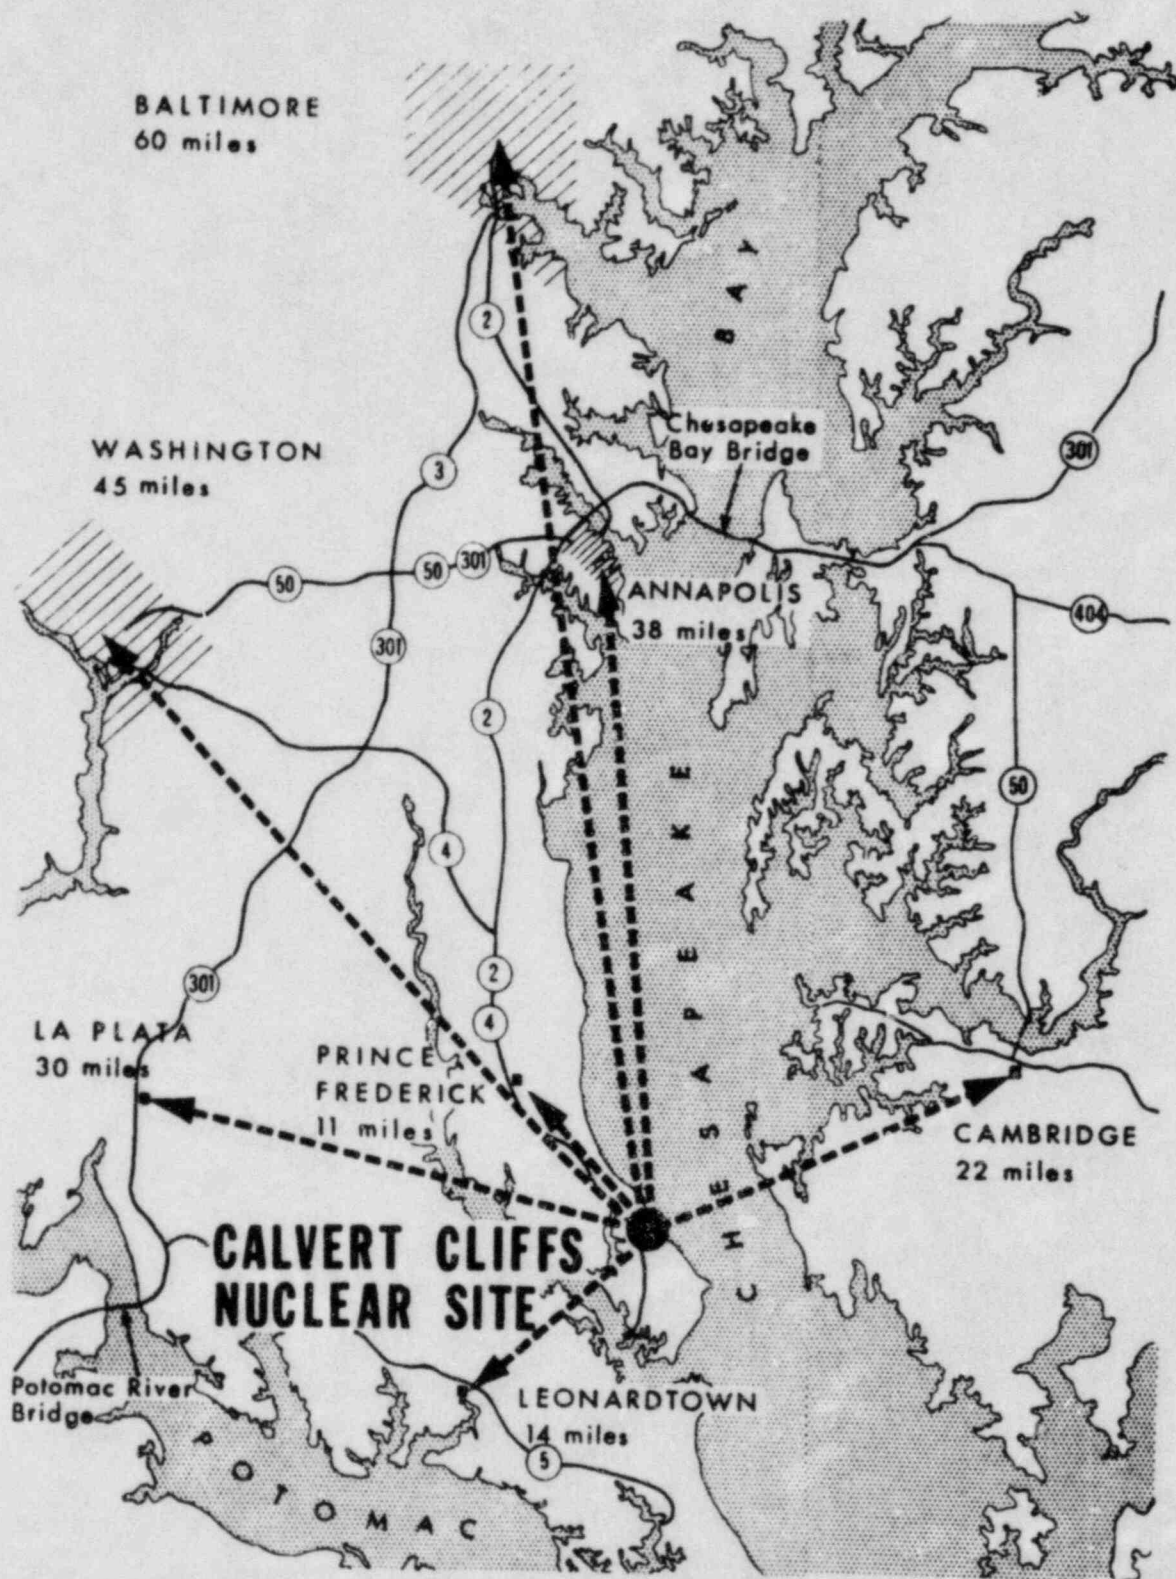 BALTIMORE
60 miles
BAY
2
WASHINGTON
45 miles
3
Chesapeake
Bay Bridge
301
50
50
301
ANNAPOLIS
38 miles
404
301
2
50
4
CHESAPEAKE
2
4
301
LA PLATA
30 miles
PRINCE
FREDERICK
11 miles
CAMBRIDGE
22 miles
CALVERT CLIFFS
NUCLEAR SITE
Potomac River
Bridge
LEONARDTOWN
14 miles
5
POTOMAC